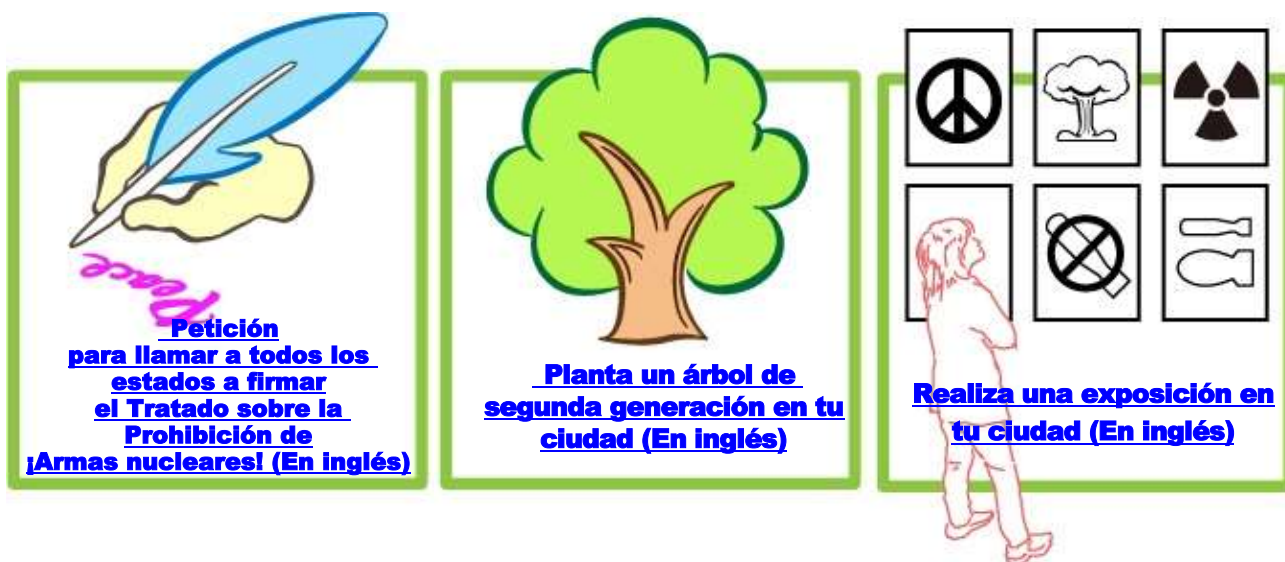 Peace
Petición
para llamar a todos los
estados a firmar
el Tratado sobre la
Prohibición de
¡Armas nucleares! (En inglés)
Planta un árbol de
segunda generación en tu
ciudad (En inglés)
Realiza una exposición en
tu ciudad (En inglés)